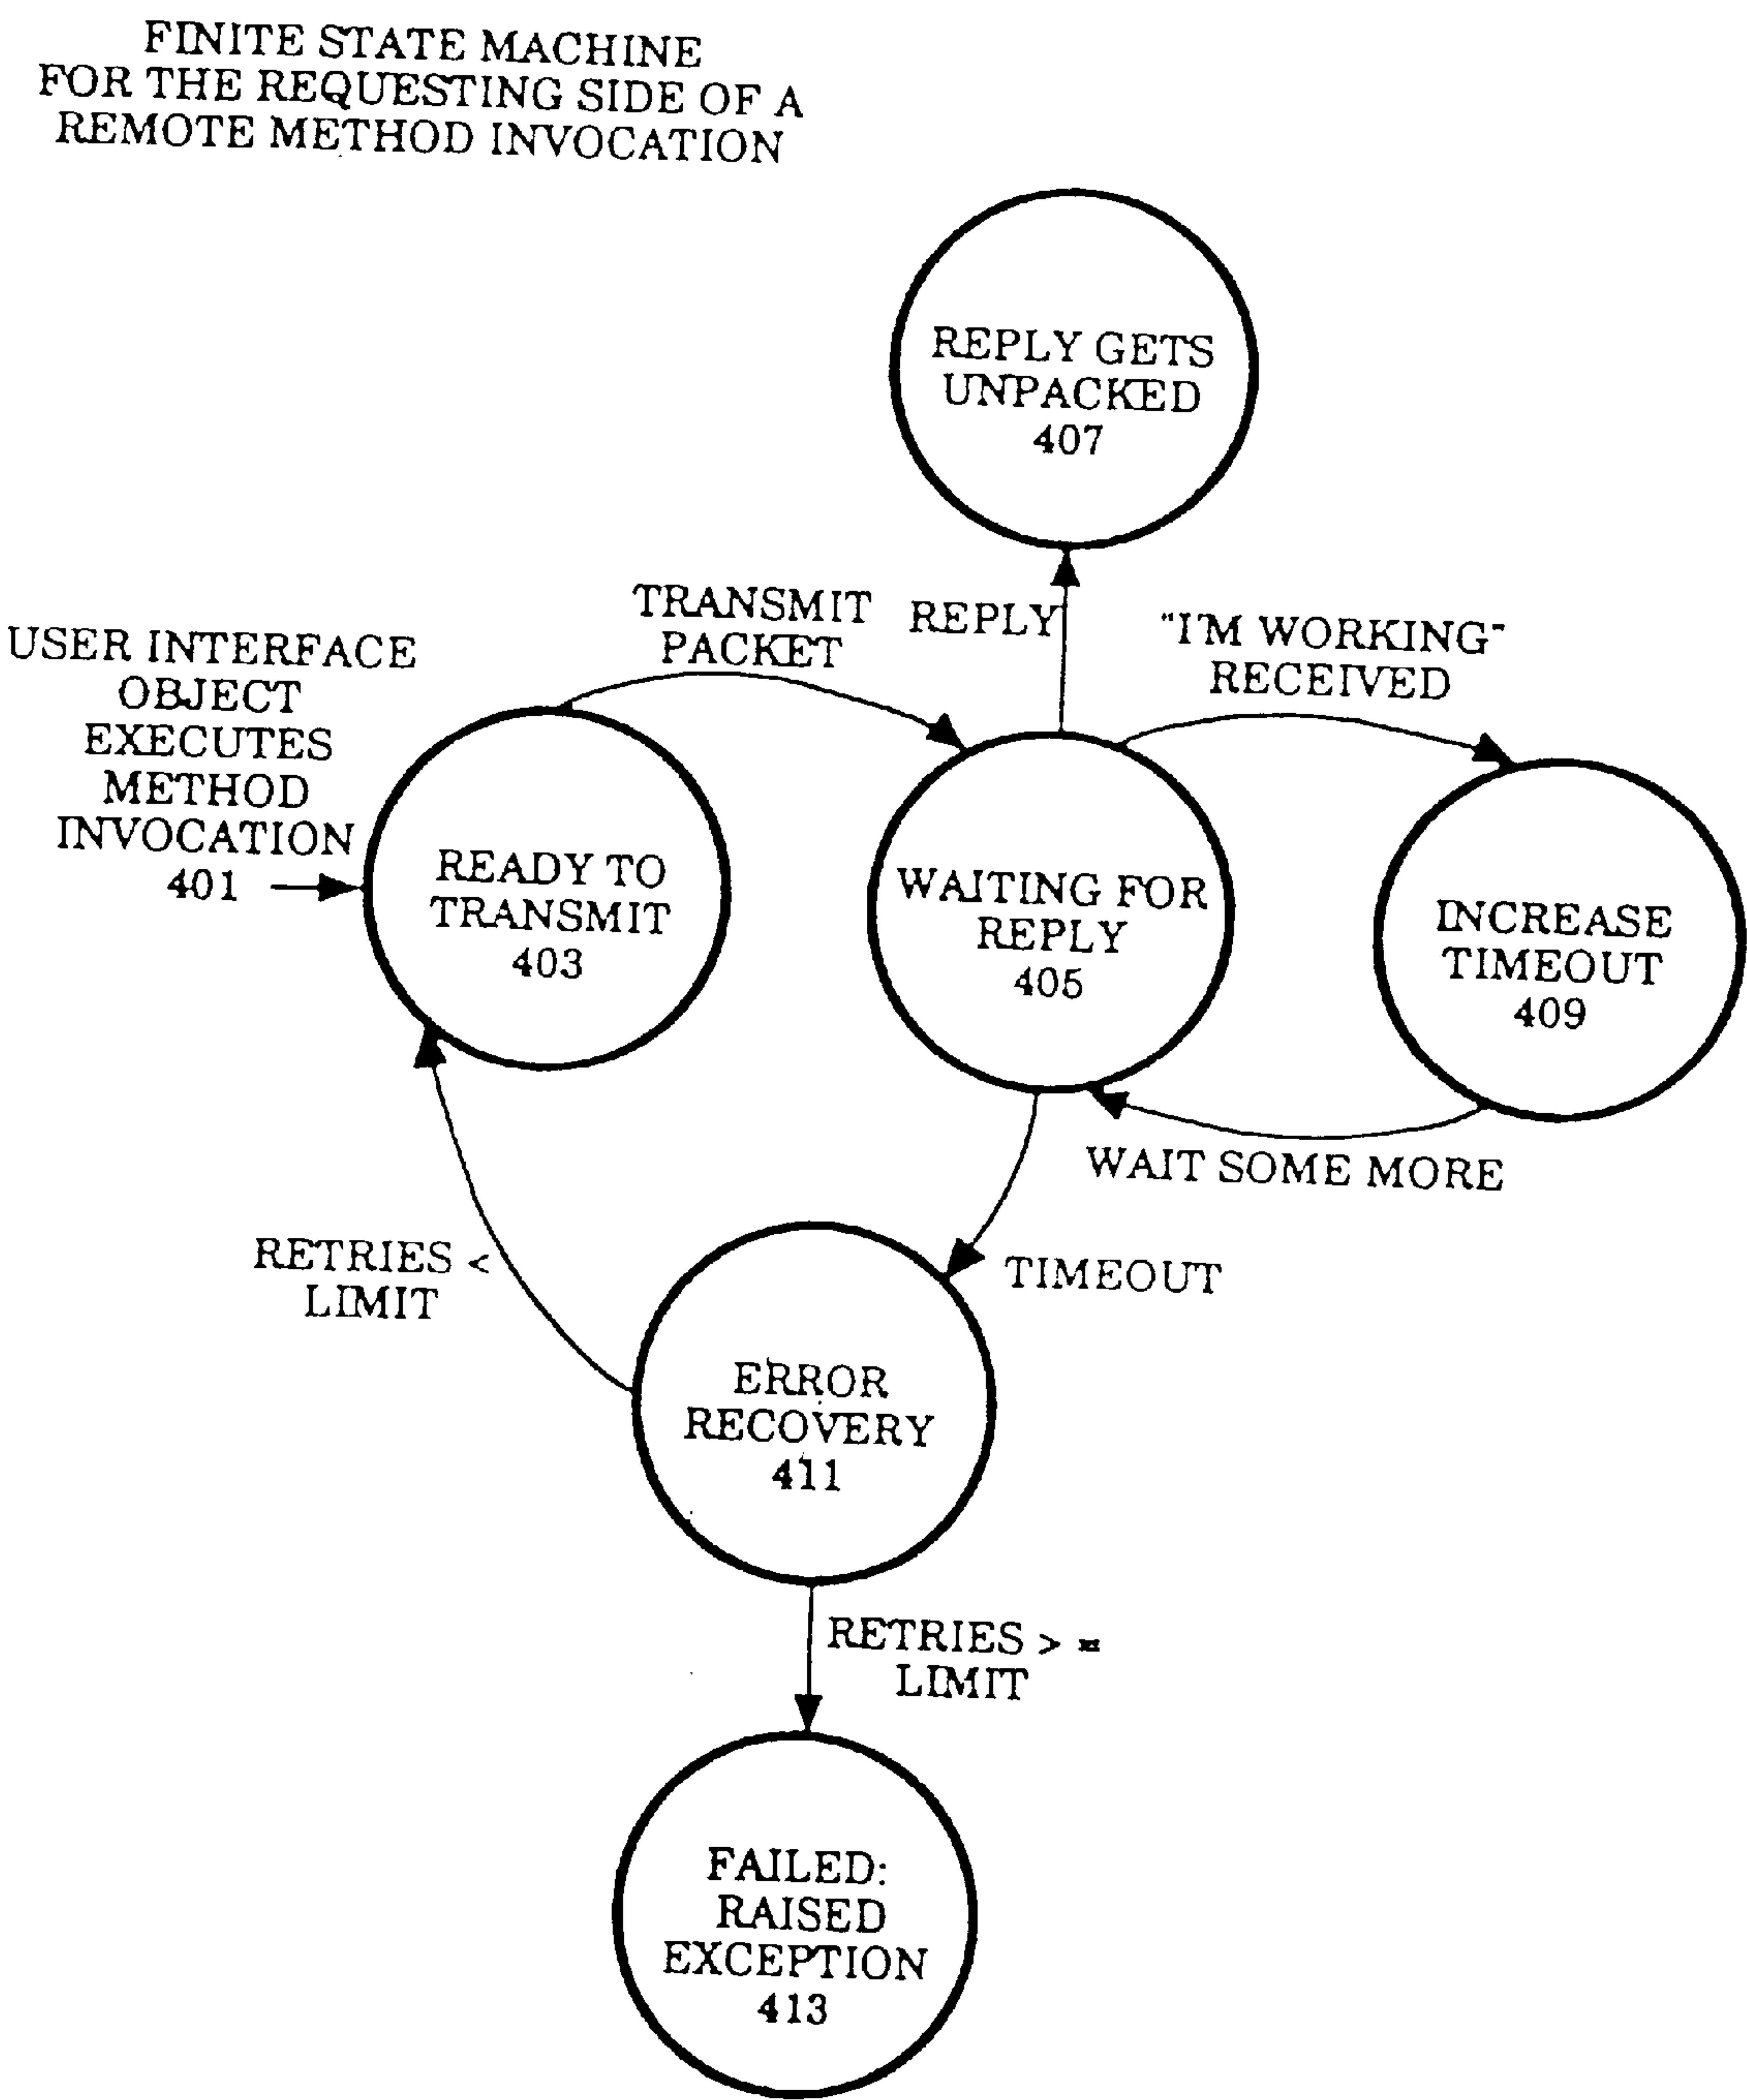 FINITE STATE MACHINE
FOR THE REQUESTING SIDE OF A
REMOTE METHOD INVOCATION
REPLY GETS
UNPACKED
407
TRANSMIT
PACKET
REPLY
"I'M WORKING"
RECEIVED
USER INTERFACE
OBJECT
EXECUTES
METHOD
INVOCATION
401
READY TO
TRANSMIT
403
WAITING FOR
REPLY
405
INCREASE
TIMEOUT
409
WAIT SOME MORE
RETRIES <
LIMIT
TIMEOUT
ERROR
RECOVERY
411
RETRIES > =
LIMIT
FAILED:
RAISED
EXCEPTION
413